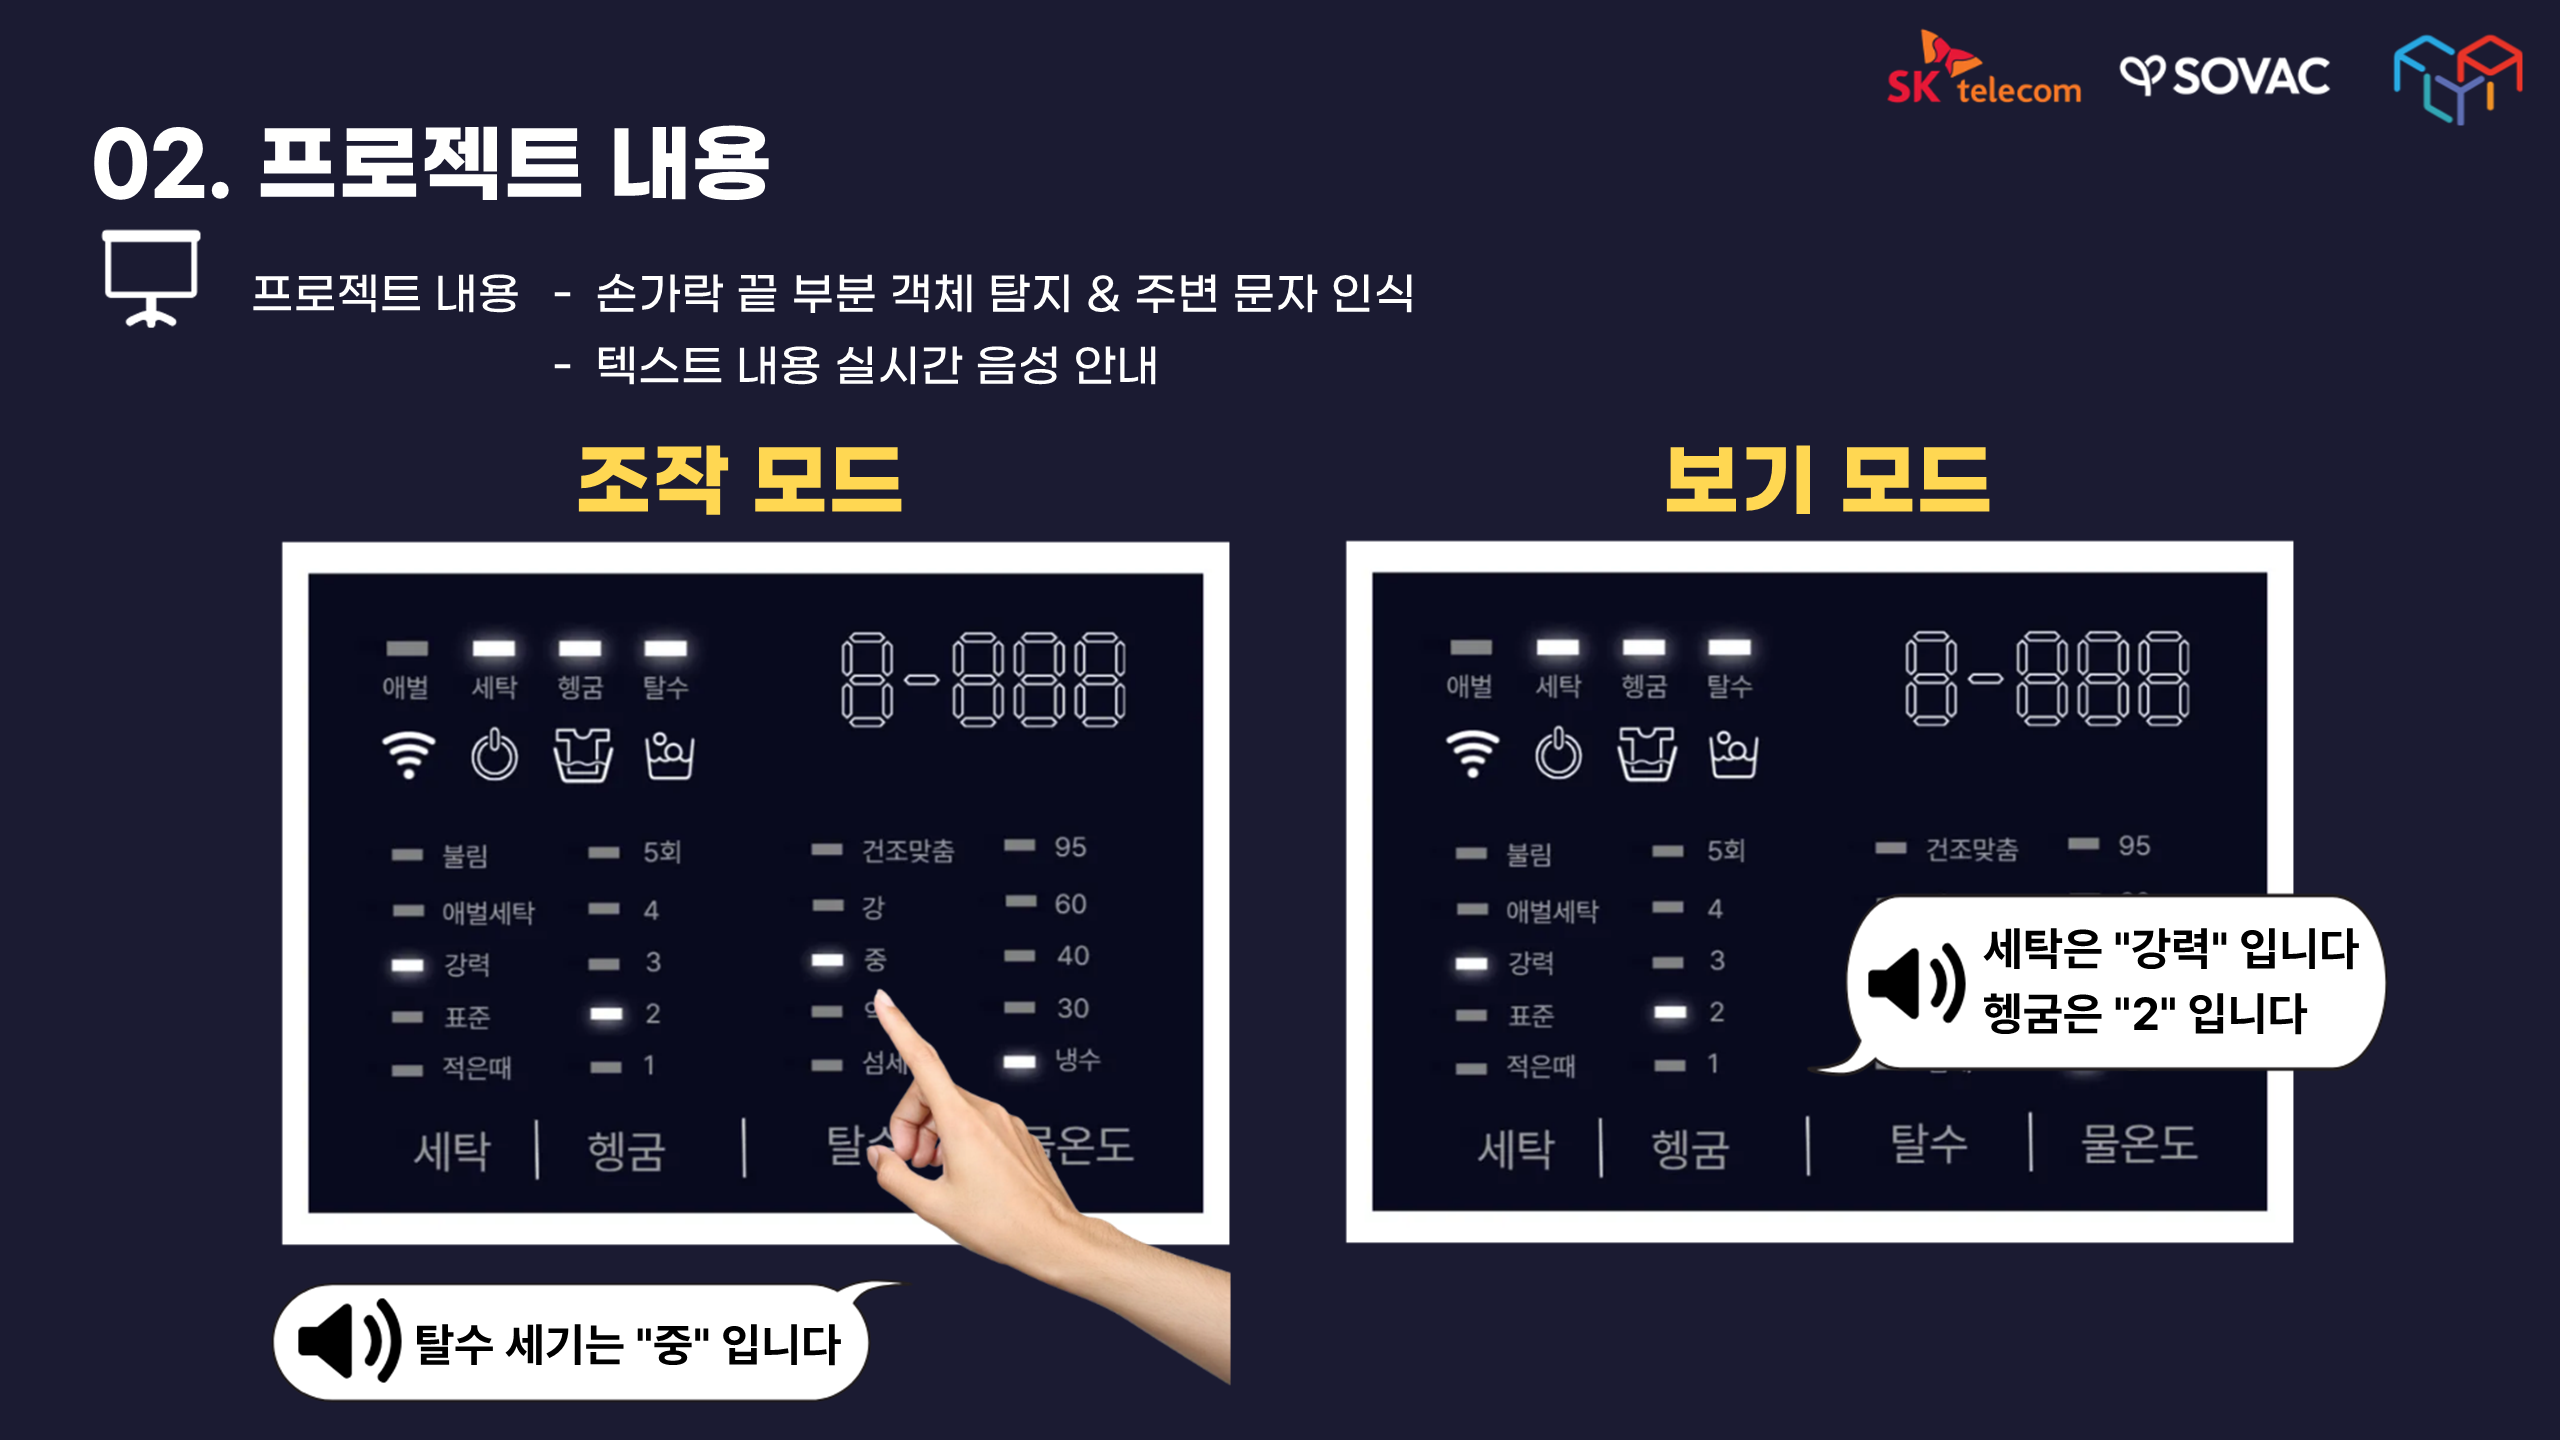 SK telecom
SOVAC
02. 프로젝트 내용
프로젝트 내용 - 손가락 끝 부분 객체 탐지 & 주변 문자 인식
- 텍스트 내용 실시간 음성 안내
조작 모드
애벌 세탁 헹굼 탈수
8-888
불림 5회 건조맞춤 95
애벌세탁 4 강 60
강력 3 중 40
표준 2 30
적은때 1 섬세 냉수
세탁 | 헹굼 | 탈수 물온도
탈수 세기는 "중" 입니다
보기 모드
애벌 세탁 헹굼 탈수
8-888
불림 5회 건조맞춤 95
애벌세탁 4
강력 3
표준 2
적은때 1
세탁 | 헹굼 | 탈수 | 물온도
세탁은 "강력" 입니다
헹굼은 "2" 입니다